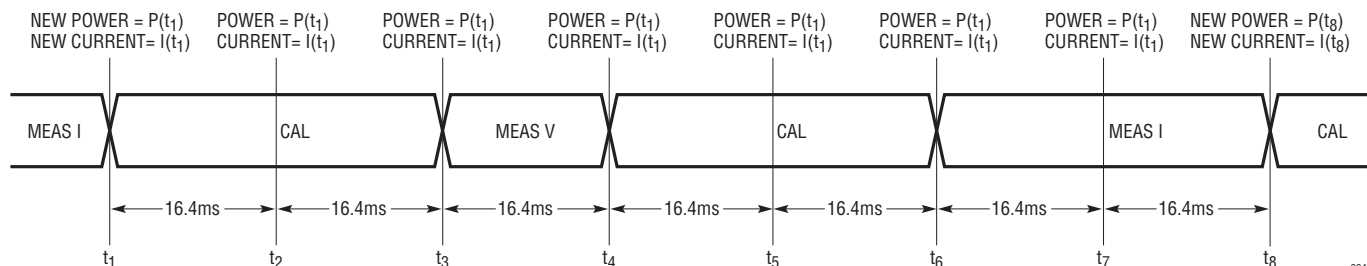 NEW POWER = P(t1)
NEW CURRENT= I(t1)
POWER = P(t1)
CURRENT= I(t1)
POWER = P(t1)
CURRENT= I(t1)
POWER = P(t1)
CURRENT= I(t1)
POWER = P(t1)
CURRENT= I(t1)
POWER = P(t1)
CURRENT= I(t1)
POWER = P(t1)
CURRENT= I(t1)
NEW POWER = P(t8)
NEW CURRENT= I(t8)
MEAS I
CAL
MEAS V
CAL
MEAS I
CAL
16.4ms
16.4ms
16.4ms
16.4ms
16.4ms
16.4ms
16.4ms
t1
t2
t3
t4
t5
t6
t7
t8